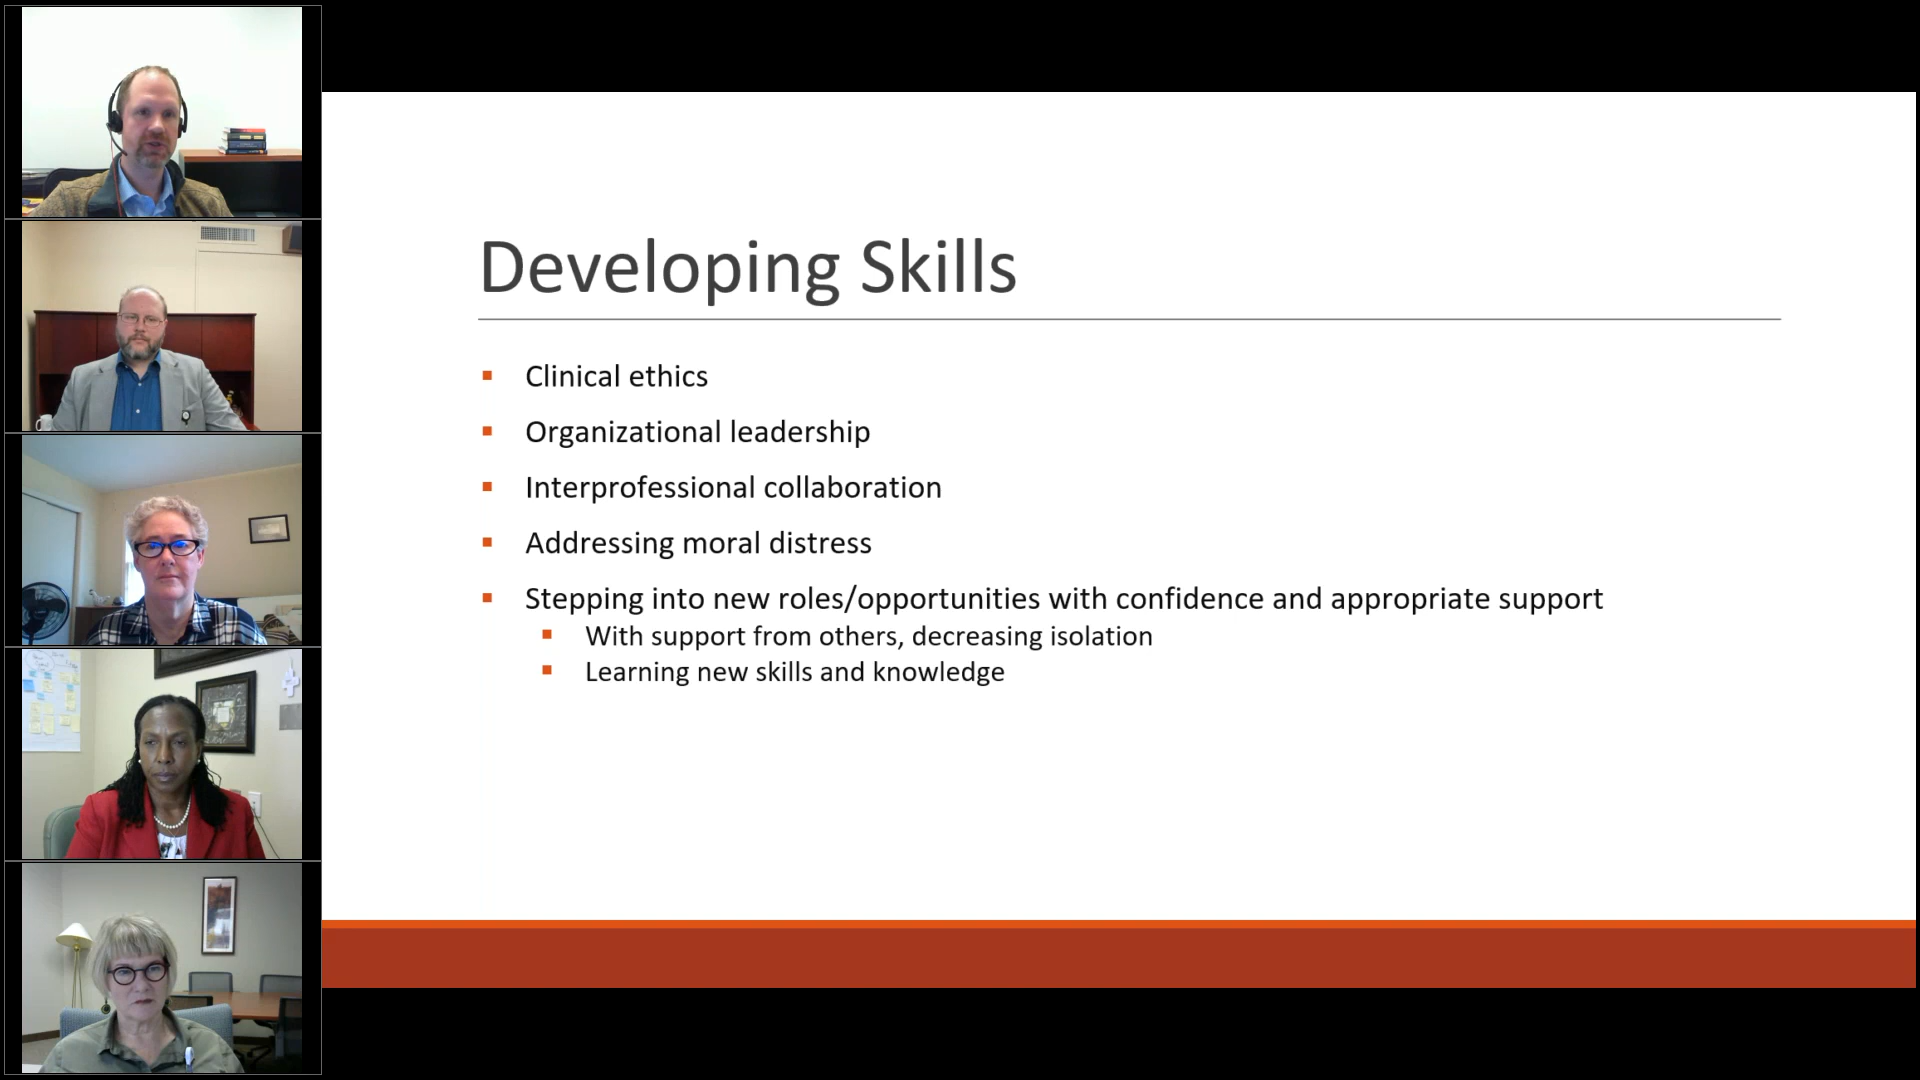 Developing Skills
Clinical ethics
Organizational leadership
Interprofessional collaboration
Addressing moral distress
Stepping into new roles/opportunities with confidence and appropriate support
With support from others, decreasing isolation
Learning new skills and knowledge